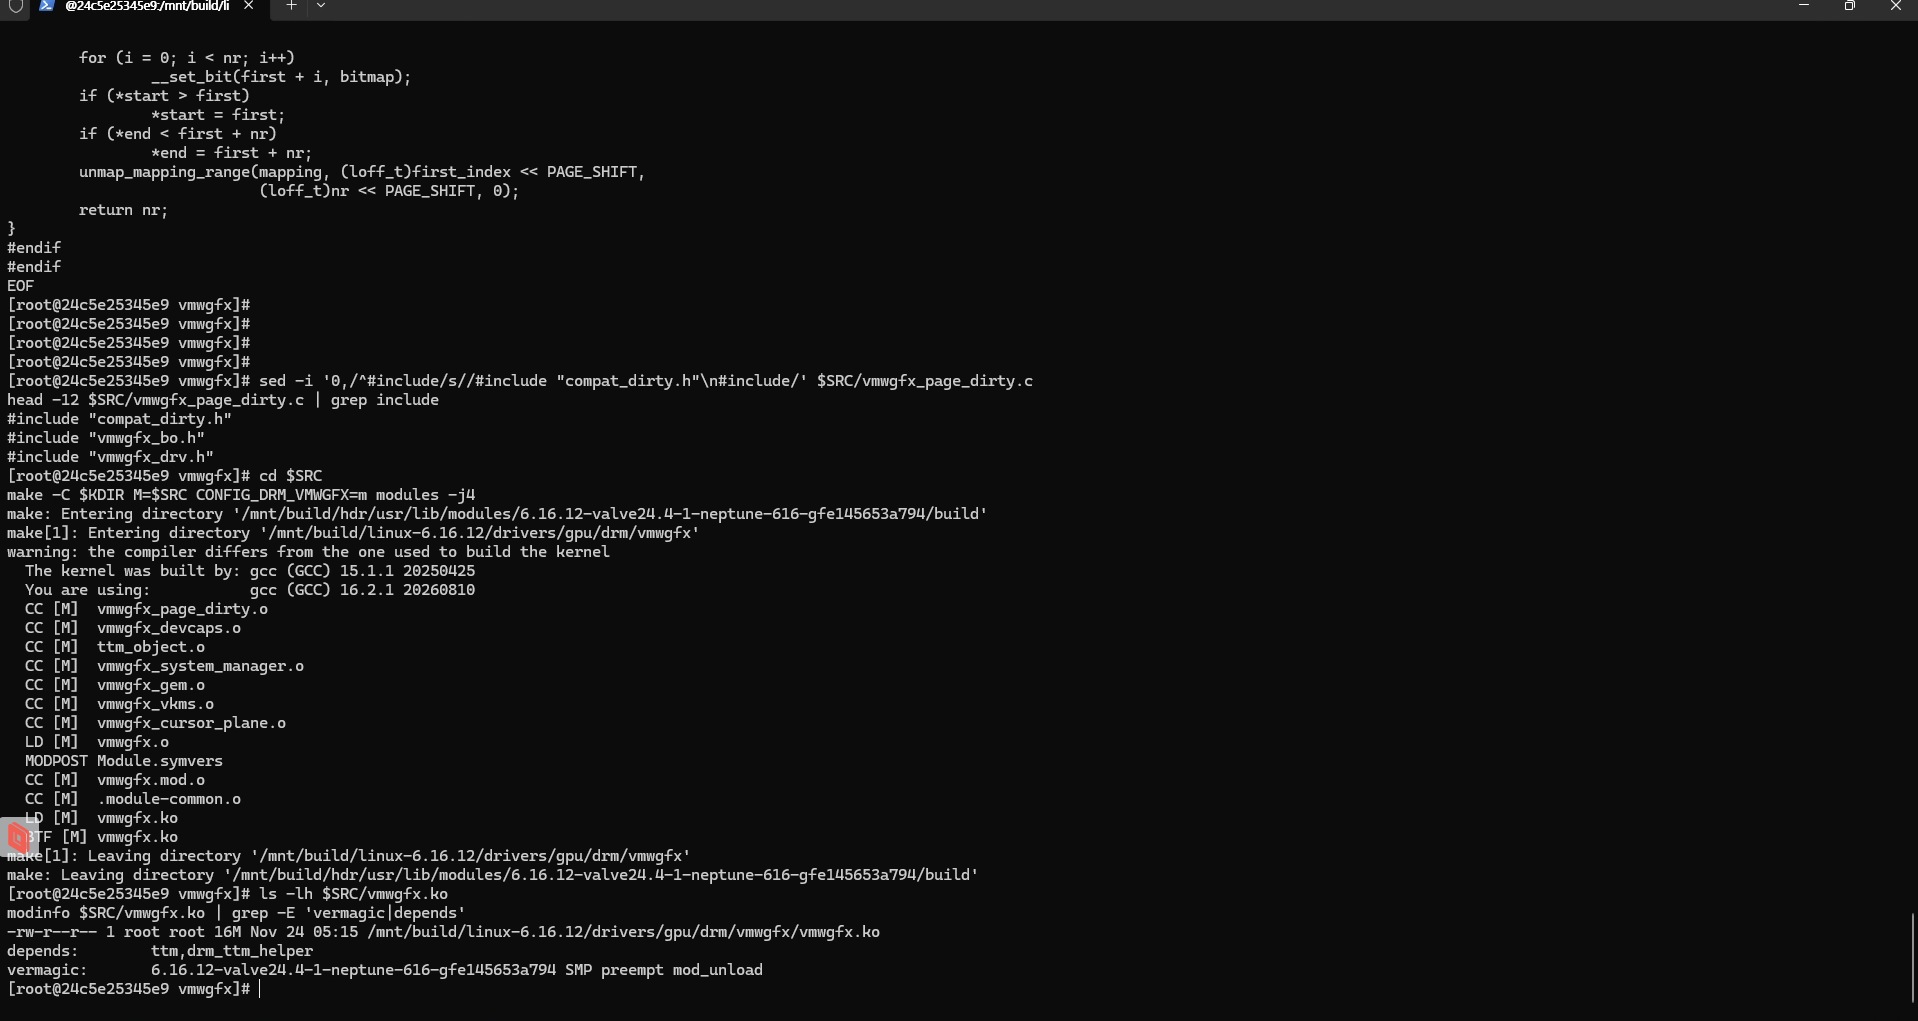 @24c5e25345e9:/mnt/build/li
for (i = 0; i < nr; i++)
__set_bit(first + i, bitmap);
if (*start > first)
*start = first;
if (*end < first + nr)
*end = first + nr;
unmap_mapping_range(mapping, (loff_t)first_index << PAGE_SHIFT,
(loff_t)nr << PAGE_SHIFT, 0);
return nr;
}
#endif
#endif
EOF
[root@24c5e25345e9 vmwgfx]#
[root@24c5e25345e9 vmwgfx]#
[root@24c5e25345e9 vmwgfx]#
[root@24c5e25345e9 vmwgfx]#
[root@24c5e25345e9 vmwgfx]# sed -i '0,/^#include/s//#include "compat_dirty.h"\n#include/' $SRC/vmwgfx_page_dirty.c
head -12 $SRC/vmwgfx_page_dirty.c | grep include
#include "compat_dirty.h"
#include "vmwgfx_bo.h"
#include "vmwgfx_drv.h"
[root@24c5e25345e9 vmwgfx]# cd $SRC
make -C $KDIR M=$SRC CONFIG_DRM_VMWGFX=m modules -j4
make: Entering directory '/mnt/build/hdr/usr/lib/modules/6.16.12-valve24.4-1-neptune-616-gfe145653a794/build'
make[1]: Entering directory '/mnt/build/linux-6.16.12/drivers/gpu/drm/vmwgfx'
warning: the compiler differs from the one used to build the kernel
The kernel was built by: gcc (GCC) 15.1.1 20250425
You are using:           gcc (GCC) 16.2.1 20260810
CC [M]  vmwgfx_page_dirty.o
CC [M]  vmwgfx_devcaps.o
CC [M]  ttm_object.o
CC [M]  vmwgfx_system_manager.o
CC [M]  vmwgfx_gem.o
CC [M]  vmwgfx_vkms.o
CC [M]  vmwgfx_cursor_plane.o
LD [M]  vmwgfx.o
MODPOST Module.symvers
CC [M]  vmwgfx.mod.o
CC [M]  .module-common.o
LD [M]  vmwgfx.ko
BTF [M] vmwgfx.ko
make[1]: Leaving directory '/mnt/build/linux-6.16.12/drivers/gpu/drm/vmwgfx'
make: Leaving directory '/mnt/build/hdr/usr/lib/modules/6.16.12-valve24.4-1-neptune-616-gfe145653a794/build'
[root@24c5e25345e9 vmwgfx]# ls -lh $SRC/vmwgfx.ko
modinfo $SRC/vmwgfx.ko | grep -E 'vermagic|depends'
-rw-r--r-- 1 root root 16M Nov 24 05:15 /mnt/build/linux-6.16.12/drivers/gpu/drm/vmwgfx/vmwgfx.ko
depends:        ttm,drm_ttm_helper
vermagic:       6.16.12-valve24.4-1-neptune-616-gfe145653a794 SMP preempt mod_unload
[root@24c5e25345e9 vmwgfx]#